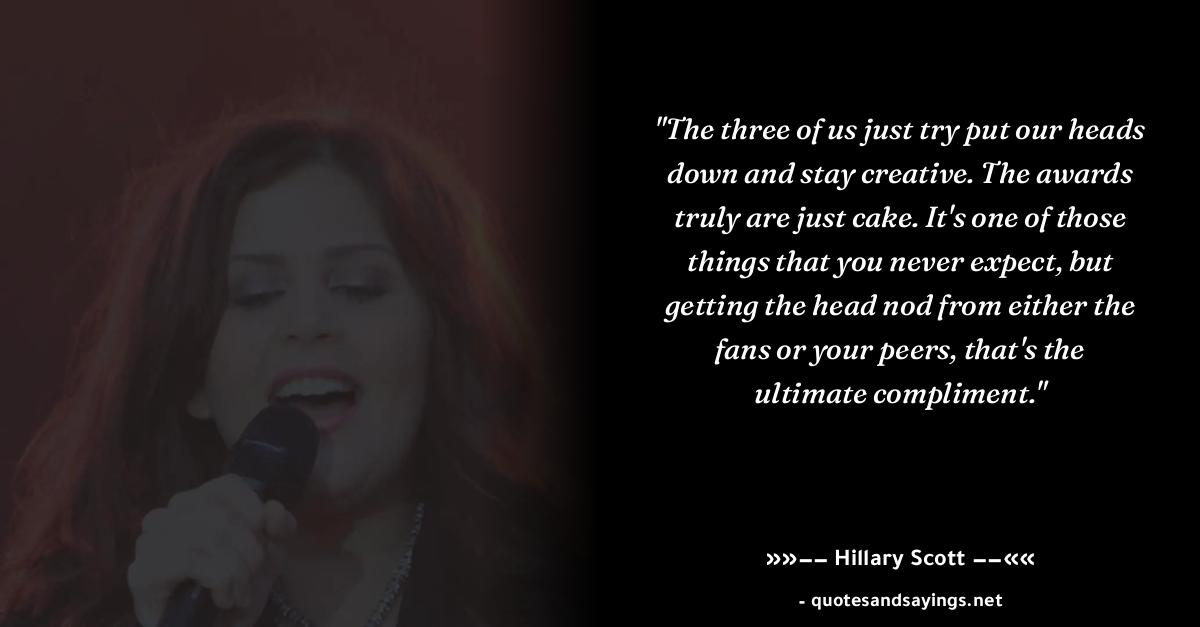 "The three of us just try put our heads
down and stay creative. The awards
truly are just cake. It's one of those
things that you never expect, but
getting the head nod from either the
fans or your peers, that's the
ultimate compliment."
»»–– Hillary Scott ––««
- quotesandsayings.net